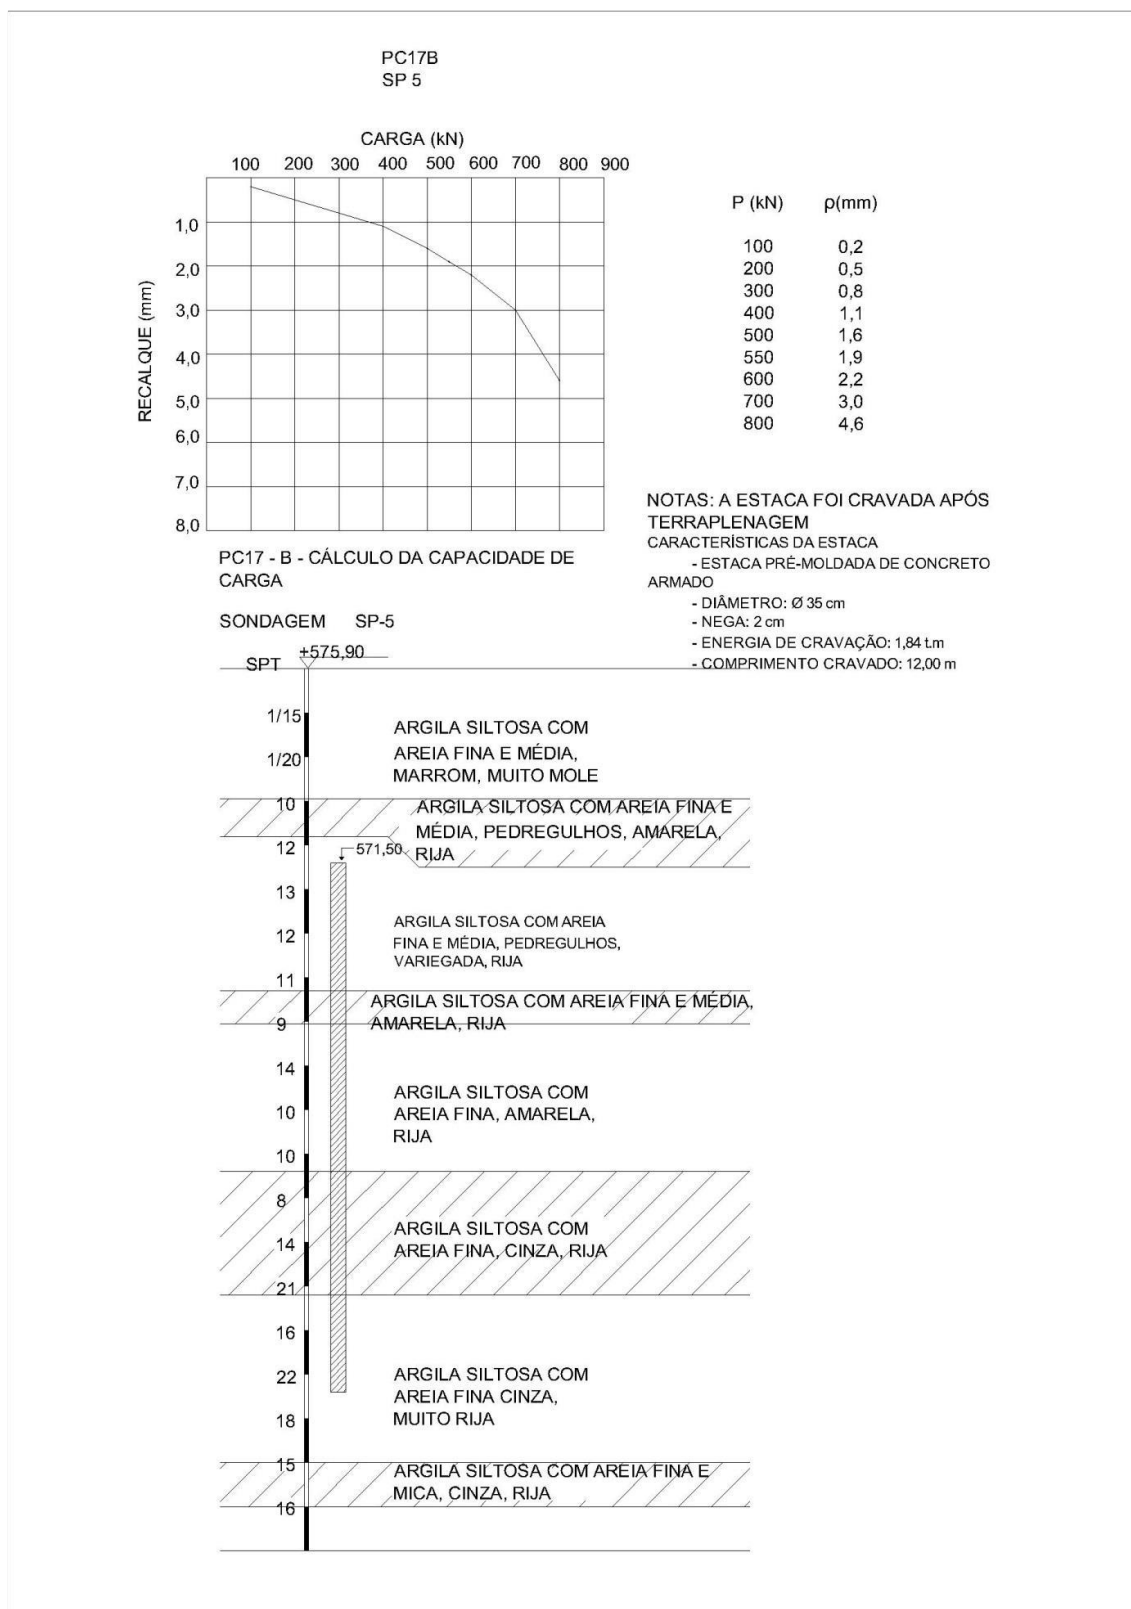 PC17B
SP 5
CARGA (kN)
100 200 300 400 500 600 700 800 900
1,0
2,0
3,0
4,0
5,0
6,0
7,0
8,0
RECALQUE (mm)
P (kN) ρ(mm)
100 0,2
200 0,5
300 0,8
400 1,1
500 1,6
550 1,9
600 2,2
700 3,0
800 4,6
NOTAS: A ESTACA FOI CRAVADA APÓS
TERRAPLENAGEM
CARACTERÍSTICAS DA ESTACA
- ESTACA PRÉ-MOLDADA DE CONCRETO
ARMADO
- DIÂMETRO: Ø 35 cm
- NEGA: 2 cm
- ENERGIA DE CRAVAÇÃO: 1,84 t.m
- COMPRIMENTO CRAVADO: 12,00 m
PC17 - B - CÁLCULO DA CAPACIDADE DE
CARGA
SONDAGEM SP-5
SPT +575,90
1/15
1/20
10
12
13
12
11
9
14
10
10
8
14
21
16
22
18
15
16
571,50
ARGILA SILTOSA COM
AREIA FINA E MÉDIA,
MARROM, MUITO MOLE
ARGILA SILTOSA COM AREIA FINA E
MÉDIA, PEDREGULHOS, AMARELA,
RIJA
ARGILA SILTOSA COM AREIA
FINA E MÉDIA, PEDREGULHOS,
VARIEGADA, RIJA
ARGILA SILTOSA COM AREIA FINA E MÉDIA,
AMARELA, RIJA
ARGILA SILTOSA COM
AREIA FINA, AMARELA,
RIJA
ARGILA SILTOSA COM
AREIA FINA, CINZA, RIJA
ARGILA SILTOSA COM
AREIA FINA CINZA,
MUITO RIJA
ARGILA SILTOSA COM AREIA FINA E
MICA, CINZA, RIJA